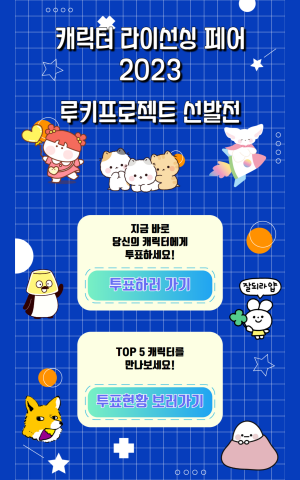 캐릭터 라이선싱 페어
2023
루키프로젝트 선발전
지금 바로
당신의 캐릭터에게
투표하세요!
투표하러 가기
잘되라얍
TOP 5 캐릭터를
만나보세요!
투표현황 보러가기